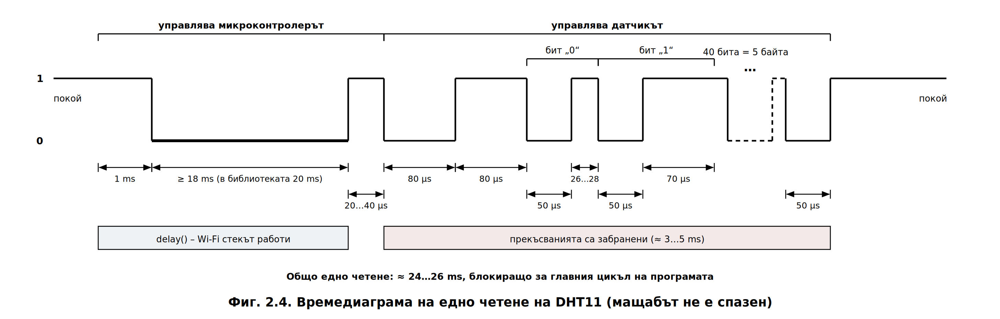 управлява микроконтролерът
управлява датчикът
бит „0“
бит „1“
40 бита = 5 байта
...
1
покой
покой
0
1 ms
≥ 18 ms (в библиотеката 20 ms)
80 µs
80 µs
26...28
70 µs
20...40 µs
50 µs
50 µs
50 µs
delay() – Wi-Fi стекът работи
прекъсванията са забранени (≈ 3...5 ms)
Общо едно четене: ≈ 24...26 ms, блокиращо за главния цикъл на програмата
Фиг. 2.4. Времедиаграма на едно четене на DHT11 (мащабът не е спазен)